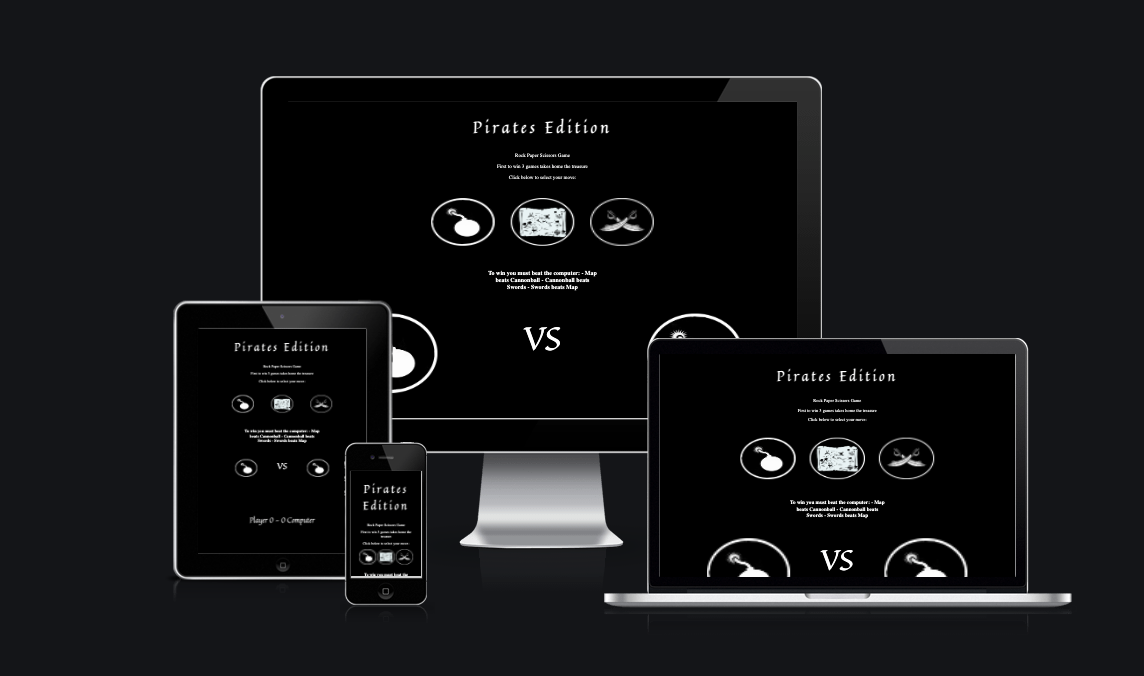 Pirates Edition
Rock Paper Scissors Game
First to win 3 games takes home the treasure
Click below to select your move:
To win you must beat the computer: - Map
beats Cannonball - Cannonball beats
Swords - Swords beats Map
VS
Pirates Edition
Rock Paper Scissors Game
First to win 3 games takes home the treasure
Click below to select your move:
To win you must beat the computer: - Map
beats Cannonball - Cannonball beats
Swords - Swords beats Map
VS
Player 0 - 0 Computer
Pirates
Edition
Rock Paper Scissors Game
First to win 3 games takes home the
treasure
Click below to select your move:
To win you must beat the
Pirates Edition
Rock Paper Scissors Game
First to win 3 games takes home the treasure
Click below to select your move:
To win you must beat the computer: - Map
beats Cannonball - Cannonball beats
Swords - Swords beats Map
VS